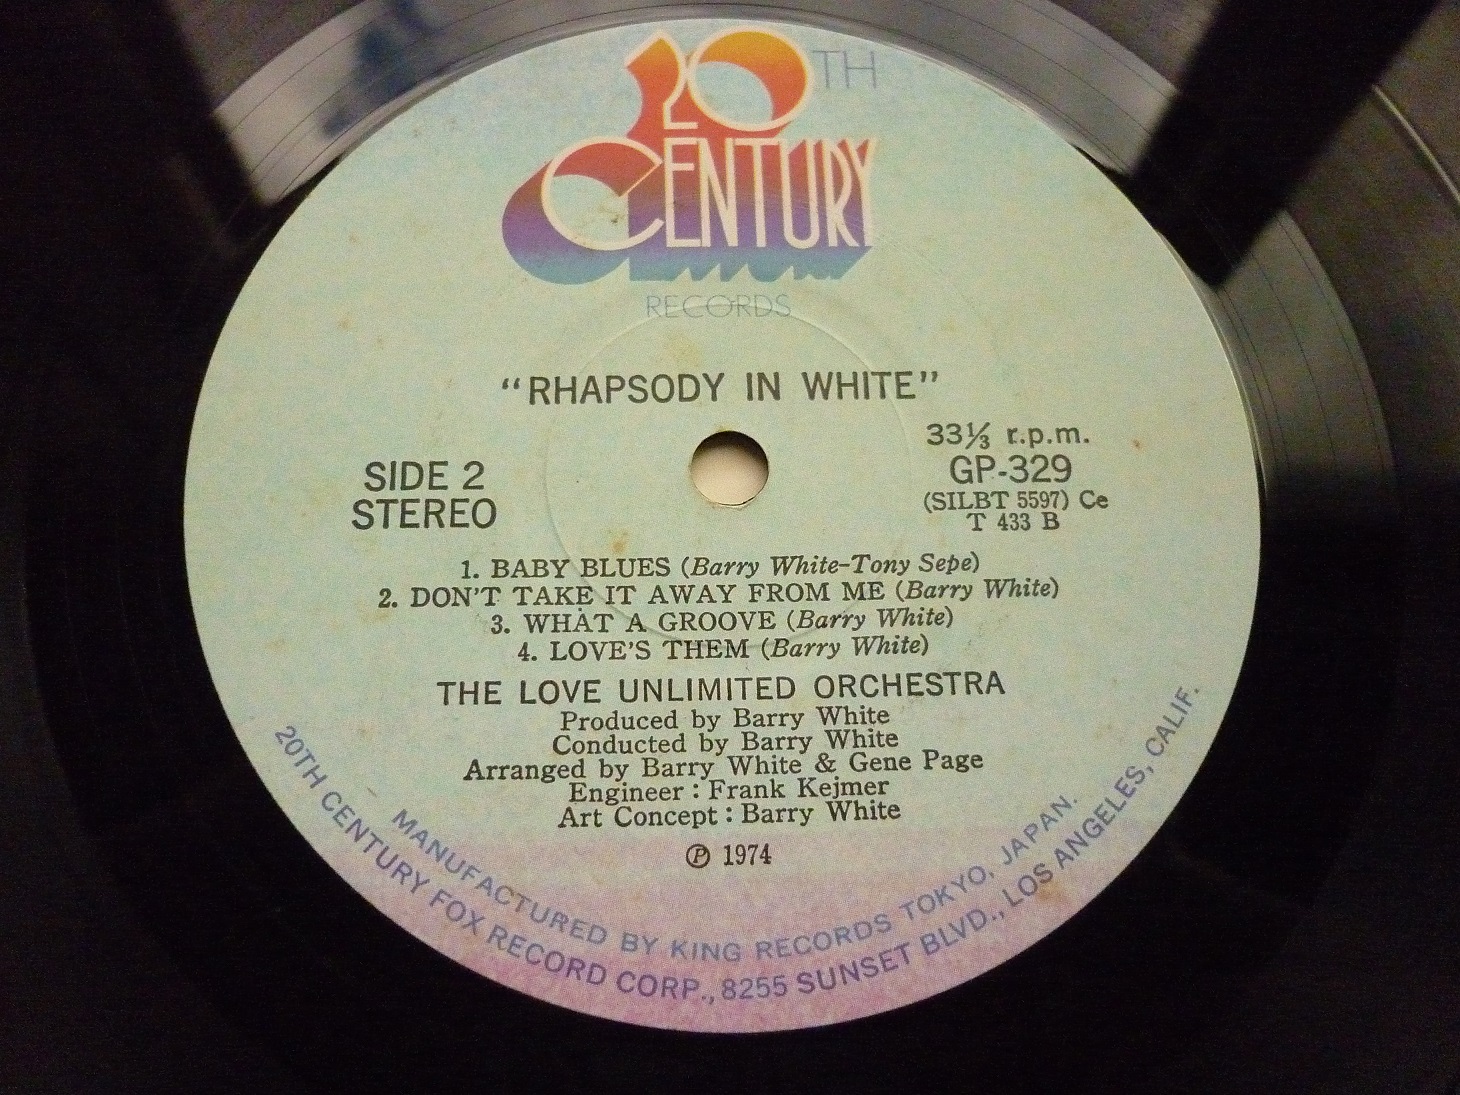 20TH
CENTURY
RECORDS
"RHAPSODY IN WHITE"
SIDE 2
STEREO
33⅓ r.p.m.
GP-329
(SILBT 5597) Ce
T 433 B
1. BABY BLUES (Barry White-Tony Sepe)
2. DON'T TAKE IT AWAY FROM ME (Barry White)
3. WHAT A GROOVE (Barry White)
4. LOVE'S THEM (Barry White)
THE LOVE UNLIMITED ORCHESTRA
Produced by Barry White
Conducted by Barry White
Arranged by Barry White & Gene Page
Engineer : Frank Kejmer
Art Concept : Barry White
℗ 1974
MANUFACTURED BY KING RECORDS TOKYO, JAPAN.
20TH CENTURY FOX RECORD CORP., 8255 SUNSET BLVD., LOS ANGELES, CALIF.